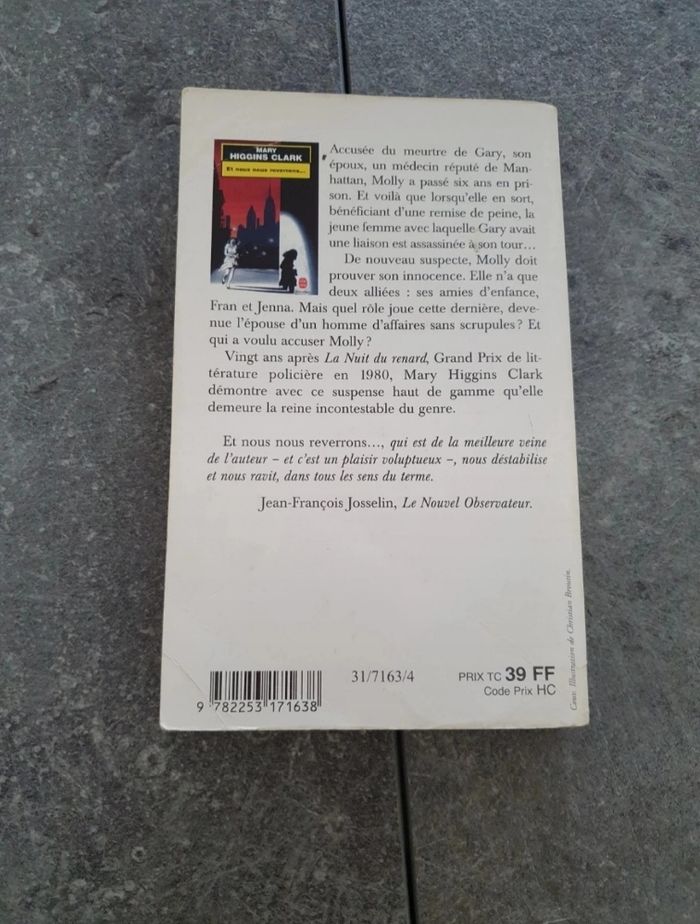 MARY
HIGGINS CLARK
Et nous nous reverrons...
Accusée du meurtre de Gary, son
époux, un médecin réputé de Man-
hattan, Molly a passé six ans en pri-
son. Et voilà que lorsqu'elle en sort,
bénéficiant d'une remise de peine, la
jeune femme avec laquelle Gary avait
une liaison est assassinée à son tour…
De nouveau suspecte, Molly doit
prouver son innocence. Elle n'a que
deux alliées : ses amies d'enfance,
Fran et Jenna. Mais quel rôle joue cette dernière, deve-
nue l'épouse d'un homme d'affaires sans scrupules ? Et
qui a voulu accuser Molly ?
Vingt ans après La Nuit du renard, Grand Prix de lit-
térature policière en 1980, Mary Higgins Clark
démontre avec ce suspense haut de gamme qu'elle
demeure la reine incontestable du genre.
Et nous nous reverrons…, qui est de la meilleure veine
de l'auteur – et c'est un plaisir voluptueux –, nous déstabilise
et nous ravit, dans tous les sens du terme.
Jean-François Josselin, Le Nouvel Observateur.
Couv. Illustration de Christian Broutin.
31/7163/4
PRIX TC 39 FF
Code Prix HC
9 782253 171638